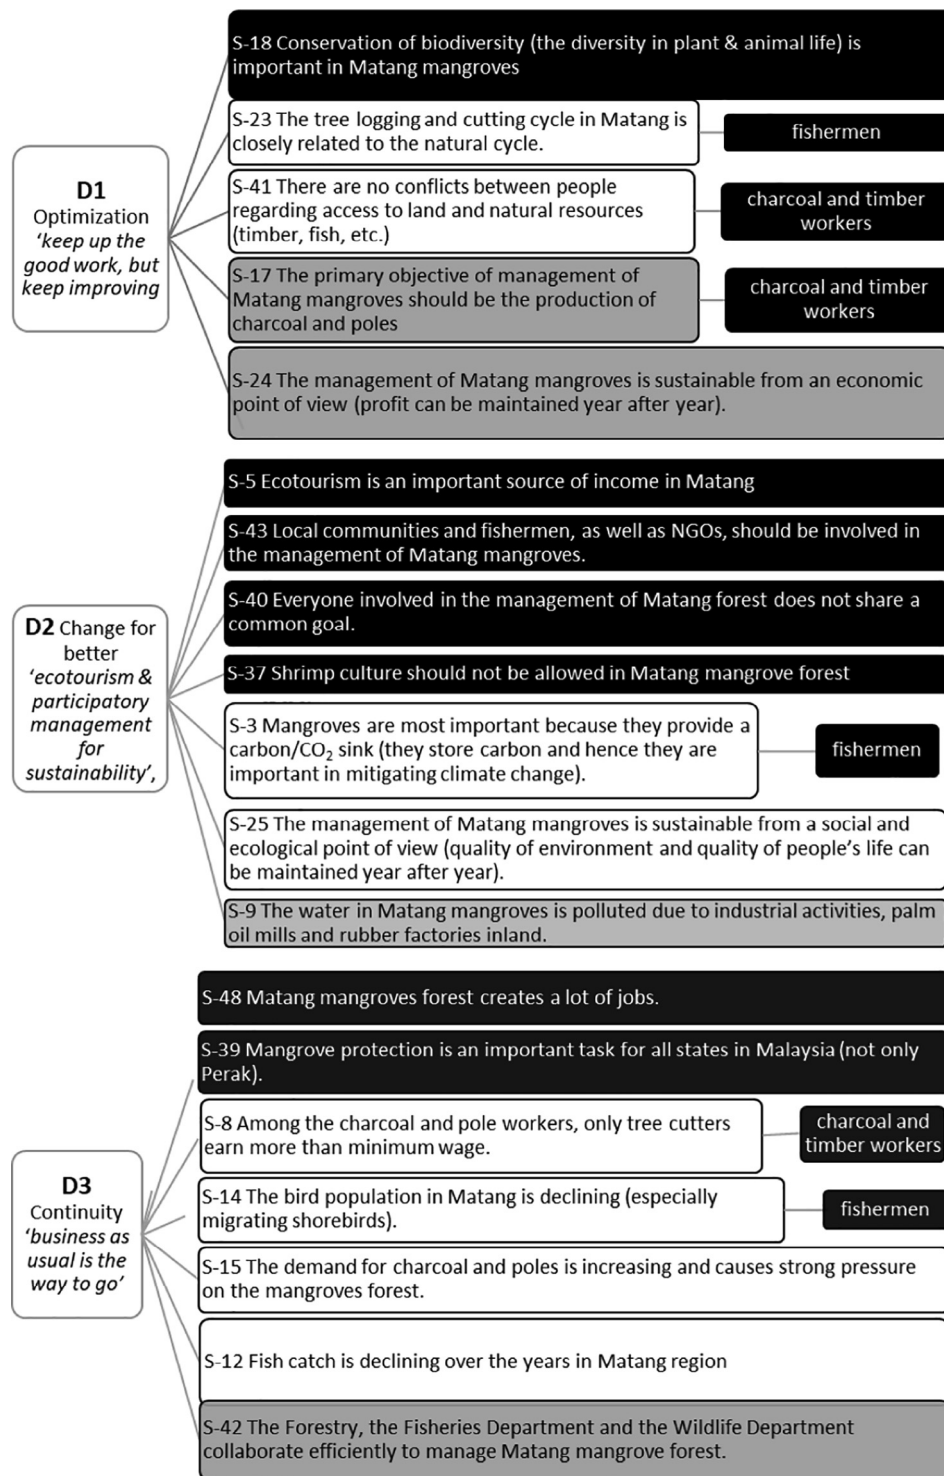 S-18 Conservation of biodiversity (the diversity in plant & animal life) is
important in Matang mangroves
S-23 The tree logging and cutting cycle in Matang is
closely related to the natural cycle.
fishermen
D1
Optimization
‘keep up the
good work, but
keep improving
S-41 There are no conflicts between people
regarding access to land and natural resources
(timber, fish, etc.)
charcoal and timber
workers
S-17 The primary objective of management of
Matang mangroves should be the production of
charcoal and poles
charcoal and timber
workers
S-24 The management of Matang mangroves is sustainable from an economic
point of view (profit can be maintained year after year).
S-5 Ecotourism is an important source of income in Matang
S-43 Local communities and fishermen, as well as NGOs, should be involved in
the management of Matang mangroves.
S-40 Everyone involved in the management of Matang forest does not share a
common goal.
D2 Change for
better
‘ecotourism &
participatory
management
for
sustainability’,
S-37 Shrimp culture should not be allowed in Matang mangrove forest
S-3 Mangroves are most important because they provide a
carbon/CO₂ sink (they store carbon and hence they are
important in mitigating climate change).
fishermen
S-25 The management of Matang mangroves is sustainable from a social and
ecological point of view (quality of environment and quality of people’s life can
be maintained year after year).
S-9 The water in Matang mangroves is polluted due to industrial activities, palm
oil mills and rubber factories inland.
S-48 Matang mangroves forest creates a lot of jobs.
S-39 Mangrove protection is an important task for all states in Malaysia (not only
Perak).
S-8 Among the charcoal and pole workers, only tree cutters
earn more than minimum wage.
charcoal and
timber workers
D3
Continuity
‘business as
usual is the
way to go’
S-14 The bird population in Matang is declining (especially
migrating shorebirds).
fishermen
S-15 The demand for charcoal and poles is increasing and causes strong pressure
on the mangroves forest.
S-12 Fish catch is declining over the years in Matang region
S-42 The Forestry, the Fisheries Department and the Wildlife Department
collaborate efficiently to manage Matang mangrove forest.